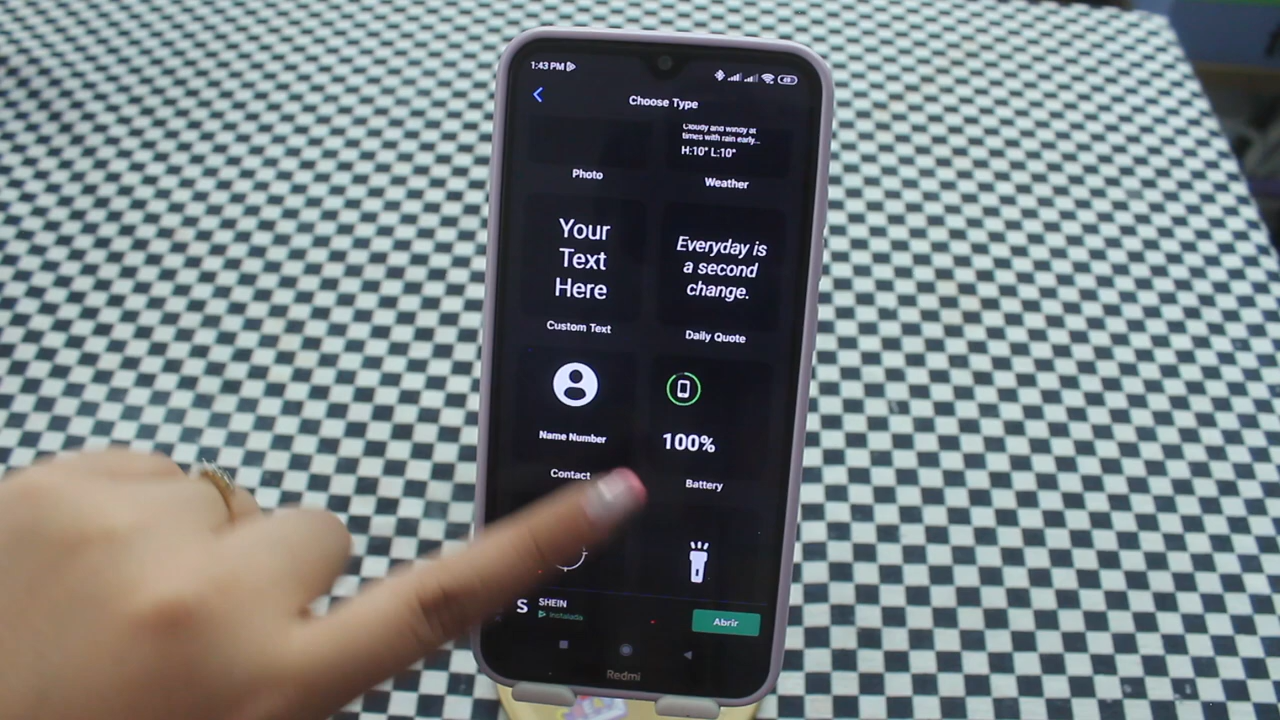 1:43 PM
Choose Type
Cloudy and windy at
times with rain early...
H:10° L:10°
Photo
Weather
Your
Text
Here
Everyday is
a second
change.
Custom Text
Daily Quote
Name Number
100%
Contact
Battery
S
SHEIN
Instalada
Abrir
Redmi